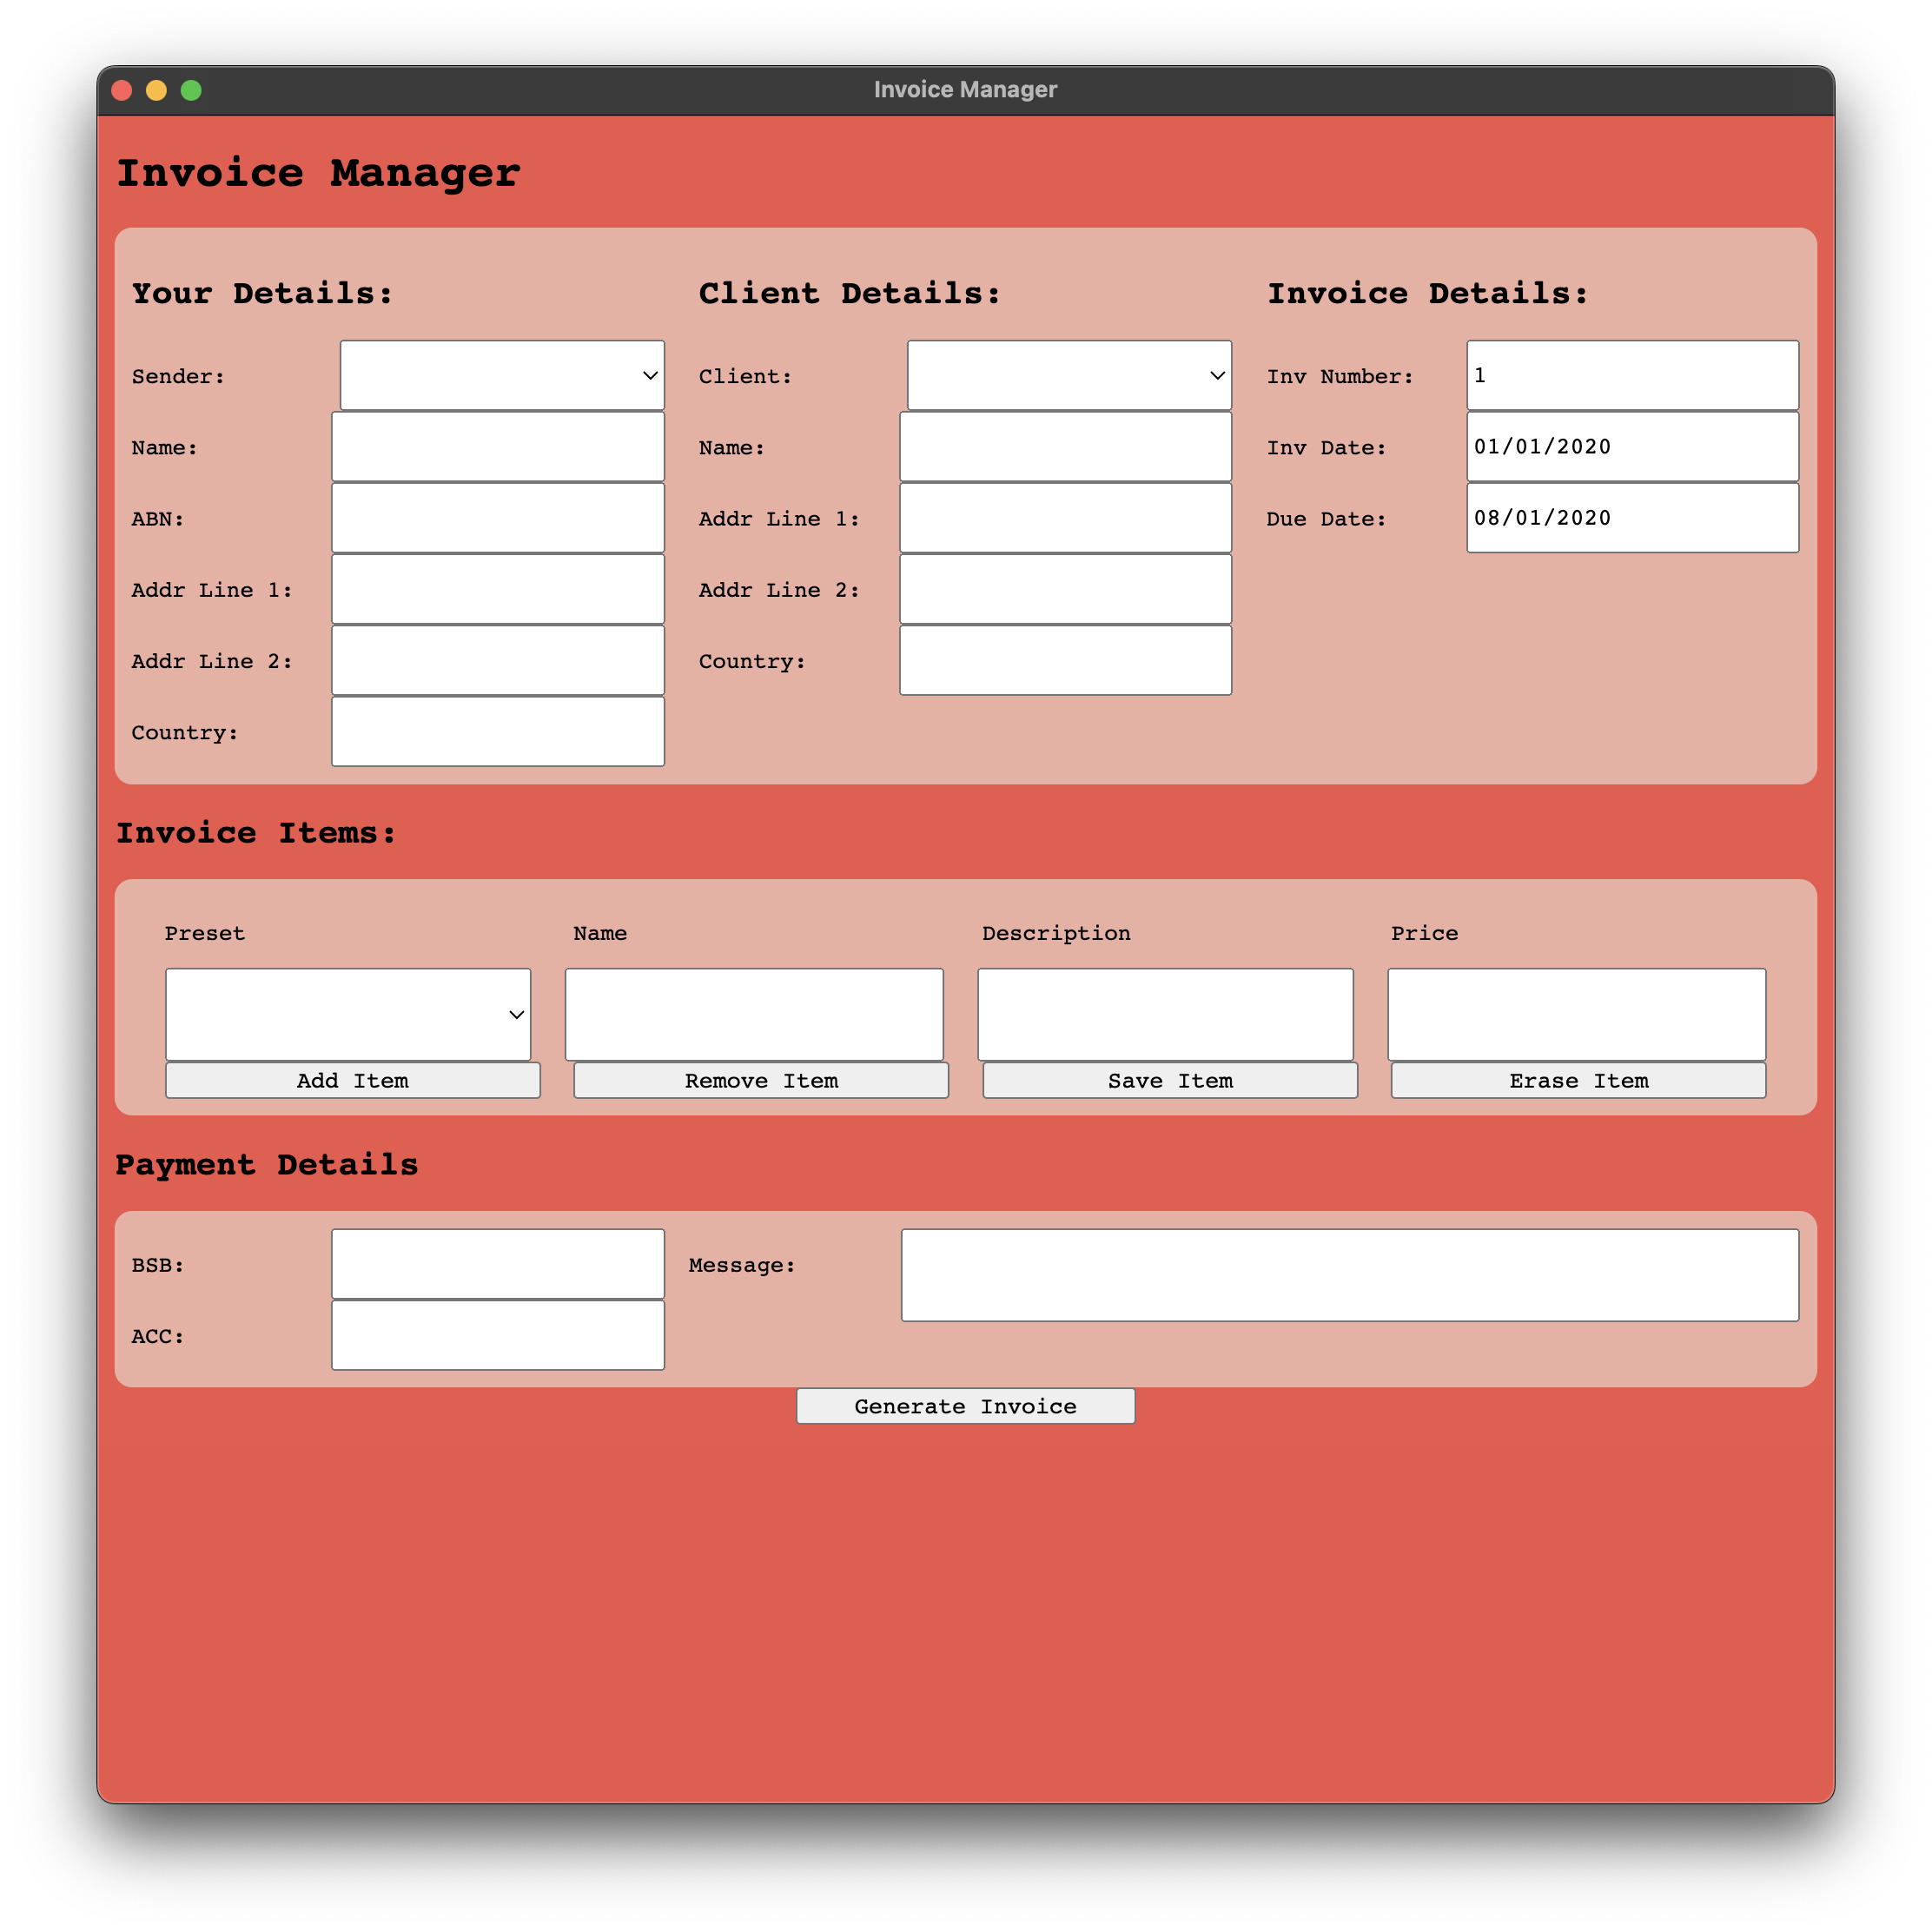 Invoice Manager
Invoice Manager
Your Details:
Sender:
Name:
ABN:
Addr Line 1:
Addr Line 2:
Country:
Client Details:
Client:
Name:
Addr Line 1:
Addr Line 2:
Country:
Invoice Details:
Inv Number: 1
Inv Date: 01/01/2020
Due Date: 08/01/2020
Invoice Items:
Preset Name Description Price
Add Item Remove Item Save Item Erase Item
Payment Details
BSB:
ACC:
Message:
Generate Invoice